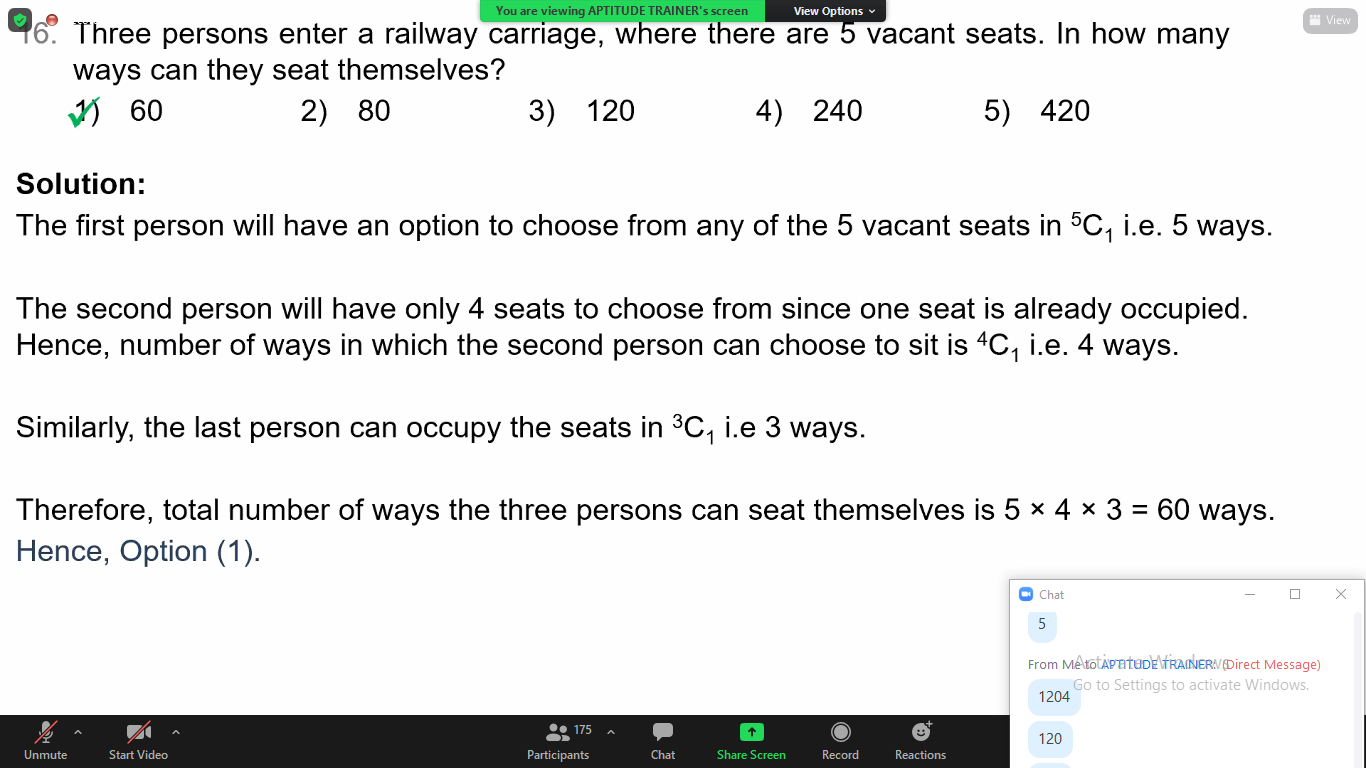 You are viewing APTITUDE TRAINER's screen View Options
View
16. Three persons enter a railway carriage, where there are 5 vacant seats. In how many
ways can they seat themselves?
1) 60 2) 80 3) 120 4) 240 5) 420
Solution:
The first person will have an option to choose from any of the 5 vacant seats in ⁵C₁ i.e. 5 ways.
The second person will have only 4 seats to choose from since one seat is already occupied.
Hence, number of ways in which the second person can choose to sit is ⁴C₁ i.e. 4 ways.
Similarly, the last person can occupy the seats in ³C₁ i.e 3 ways.
Therefore, total number of ways the three persons can seat themselves is 5 × 4 × 3 = 60 ways.
Hence, Option (1).
Chat
5
From Me to APTITUDE TRAINER: (Direct Message)
Activate Windows
Go to Settings to activate Windows.
1204
120
Unmute Start Video Participants 175 Chat Share Screen Record Reactions